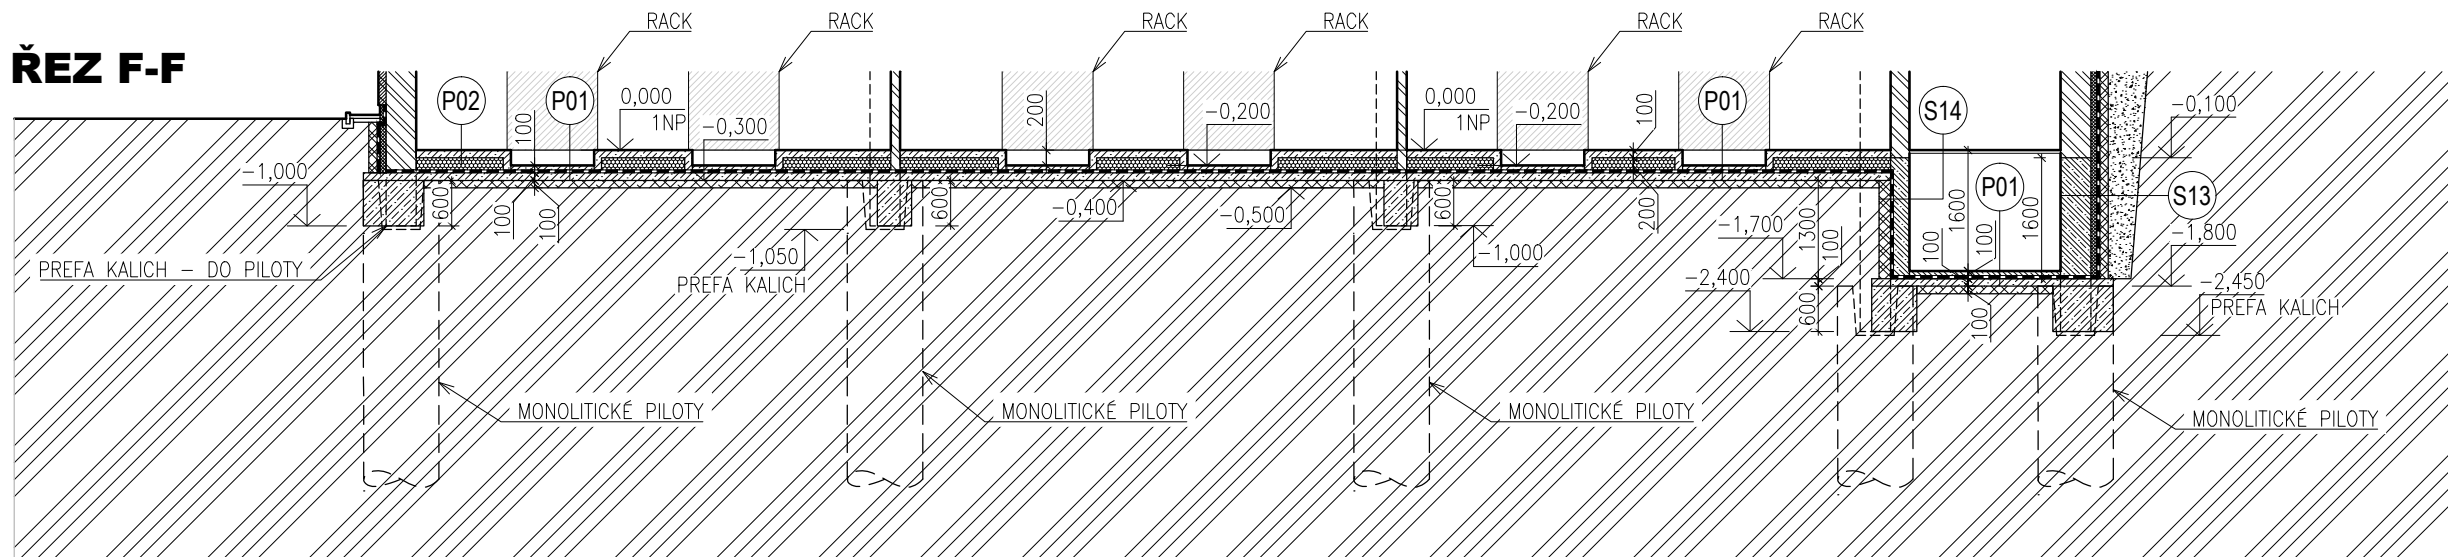 ŘEZ F-F
RACK
RACK
RACK
RACK
RACK
RACK
P02
P01
0,000
1NP
100
-0,300
200
-0,200
0,000
1NP
-0,200
100
P01
S14
-0,100
-1,000
600
100
100
600
-0,400
-0,500
600
200
-1,000
-1,700
1300
100
1600
P01
1600
100
100
S13
-1,800
PREFA KALICH – DO PILOTY
-1,050
PREFA KALICH
-2,400
600
100
-2,450
PREFA KALICH
MONOLITICKÉ PILOTY
MONOLITICKÉ PILOTY
MONOLITICKÉ PILOTY
MONOLITICKÉ PILOTY